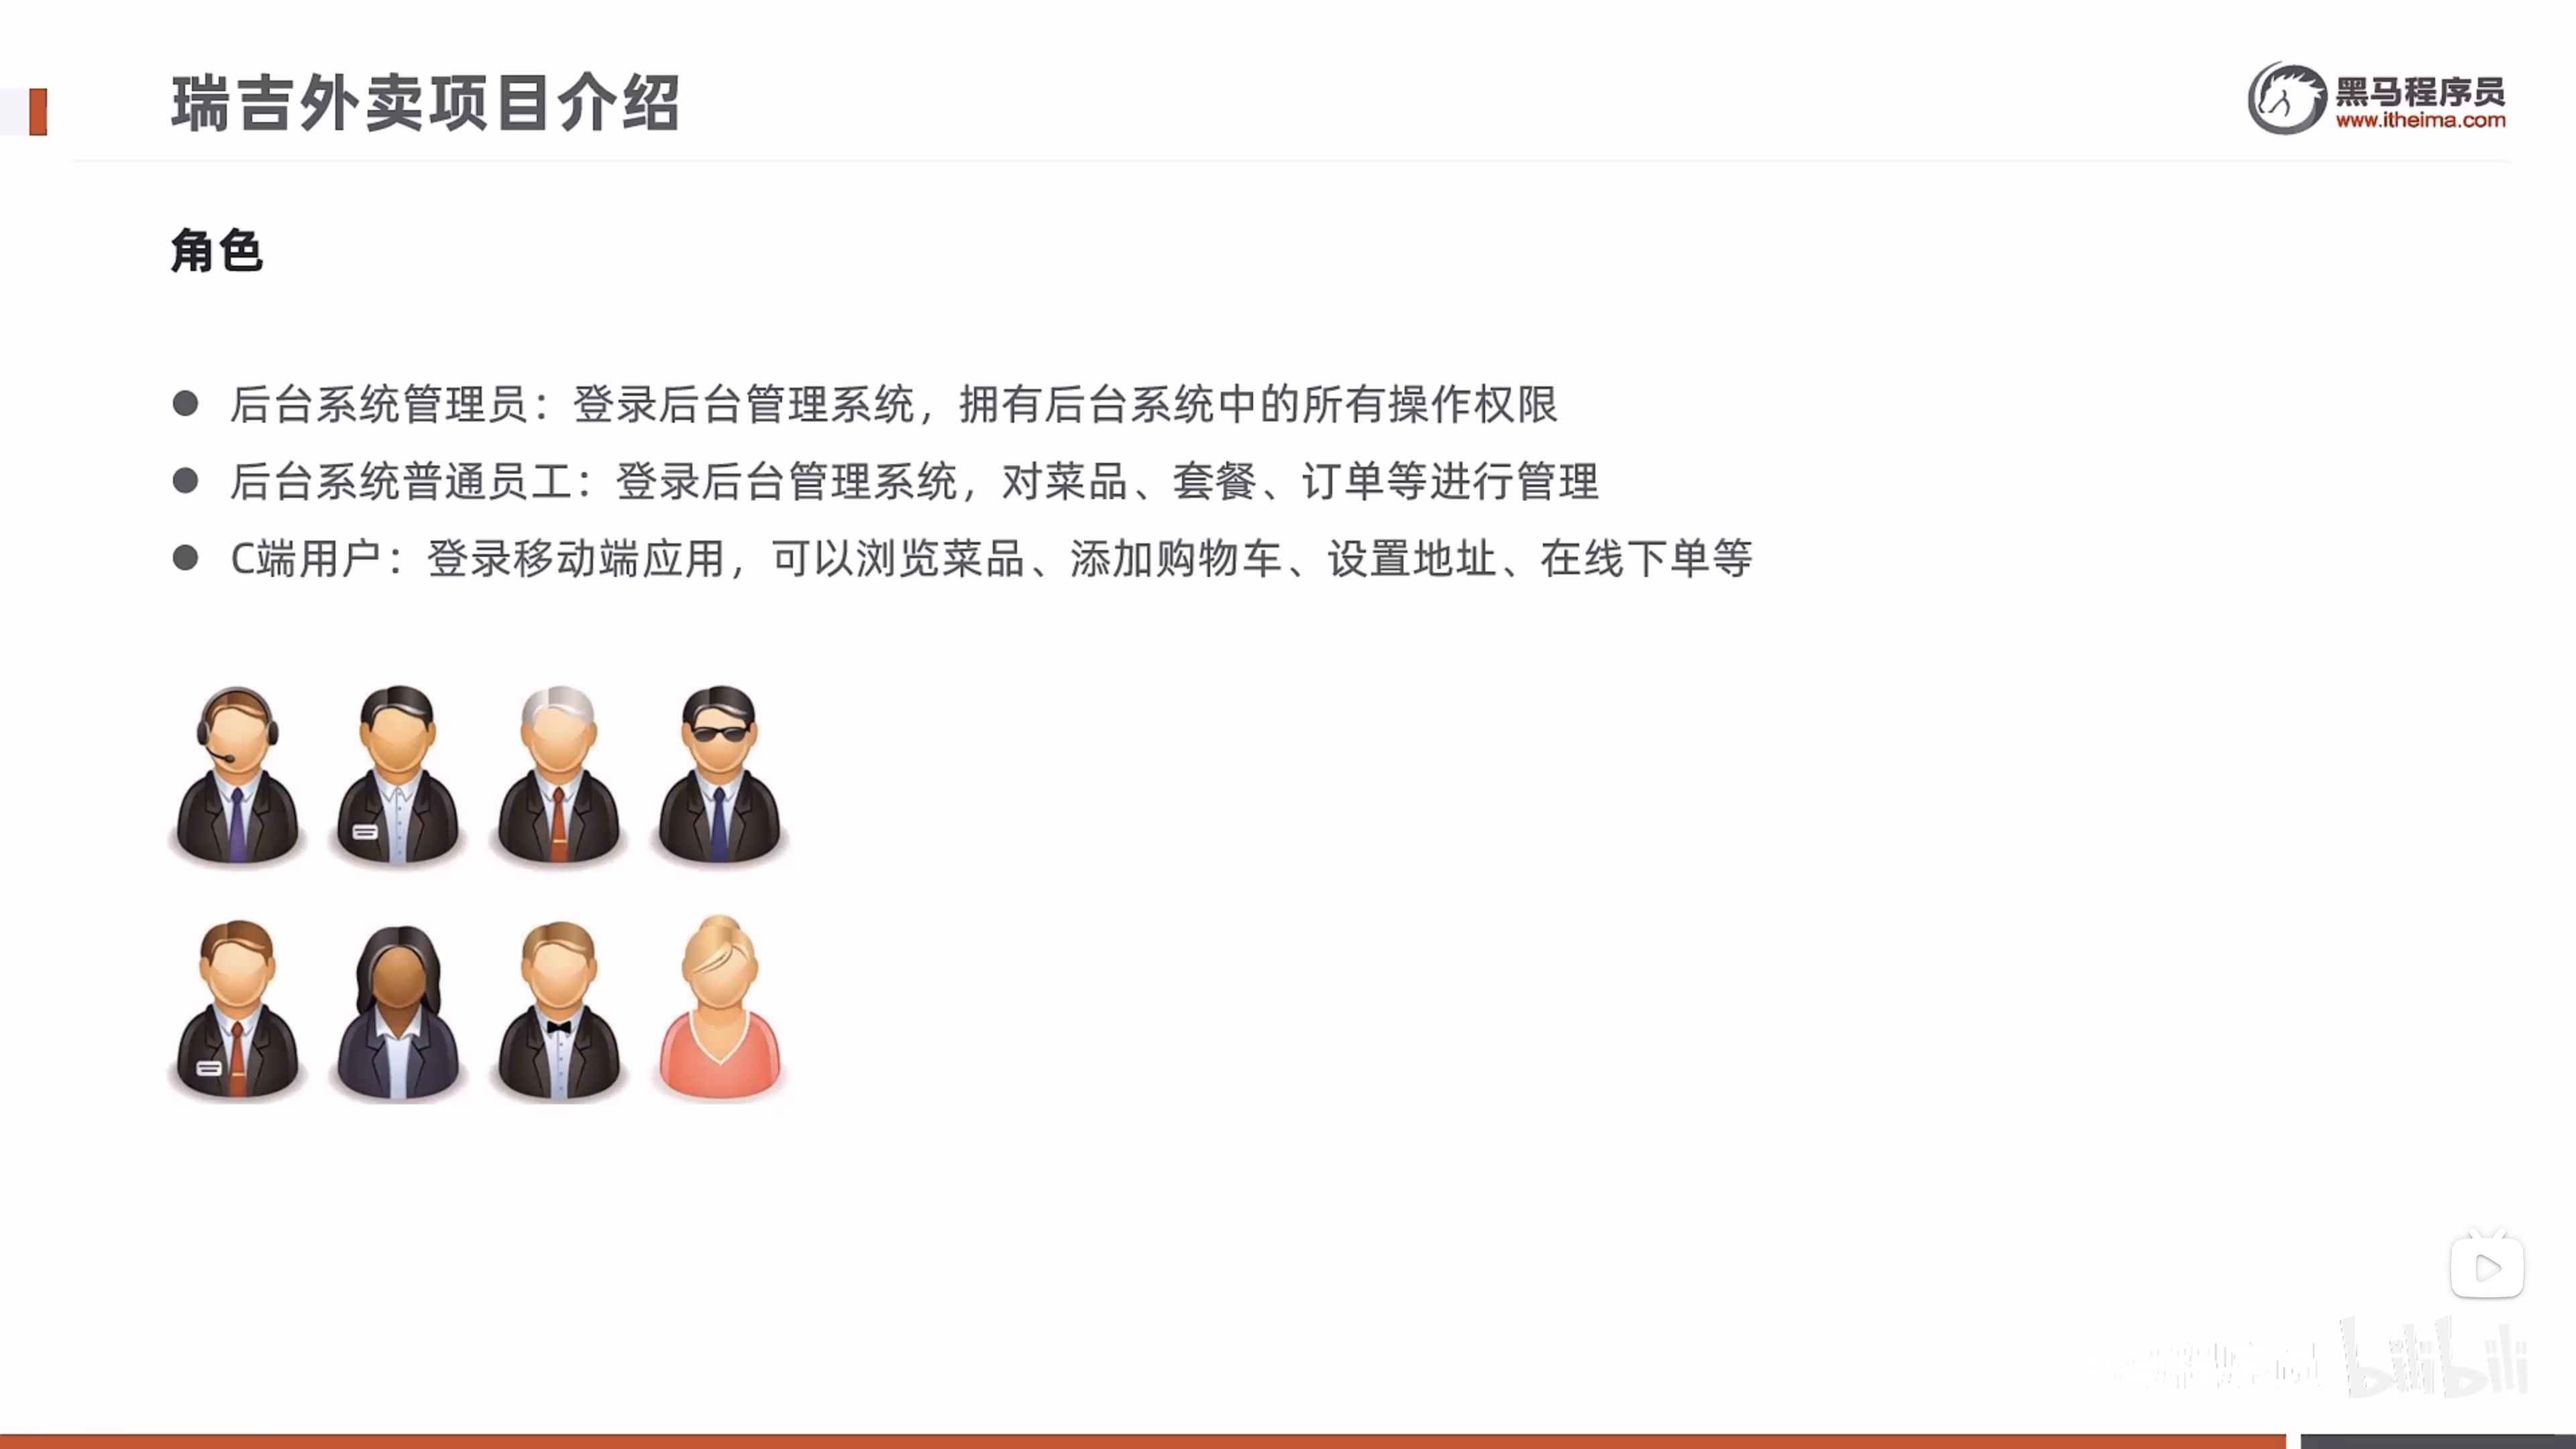 瑞吉外卖项目介绍
黑马程序员
www.itheima.com
角色
后台系统管理员：登录后台管理系统，拥有后台系统中的所有操作权限
后台系统普通员工：登录后台管理系统，对菜品、套餐、订单等进行管理
C端用户：登录移动端应用，可以浏览菜品、添加购物车、设置地址、在线下单等
bilibili